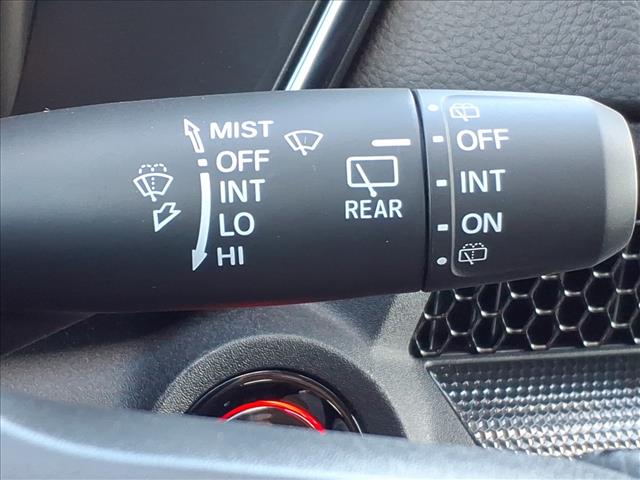 MIST
OFF
INT
LO
HI
REAR
OFF
INT
ON